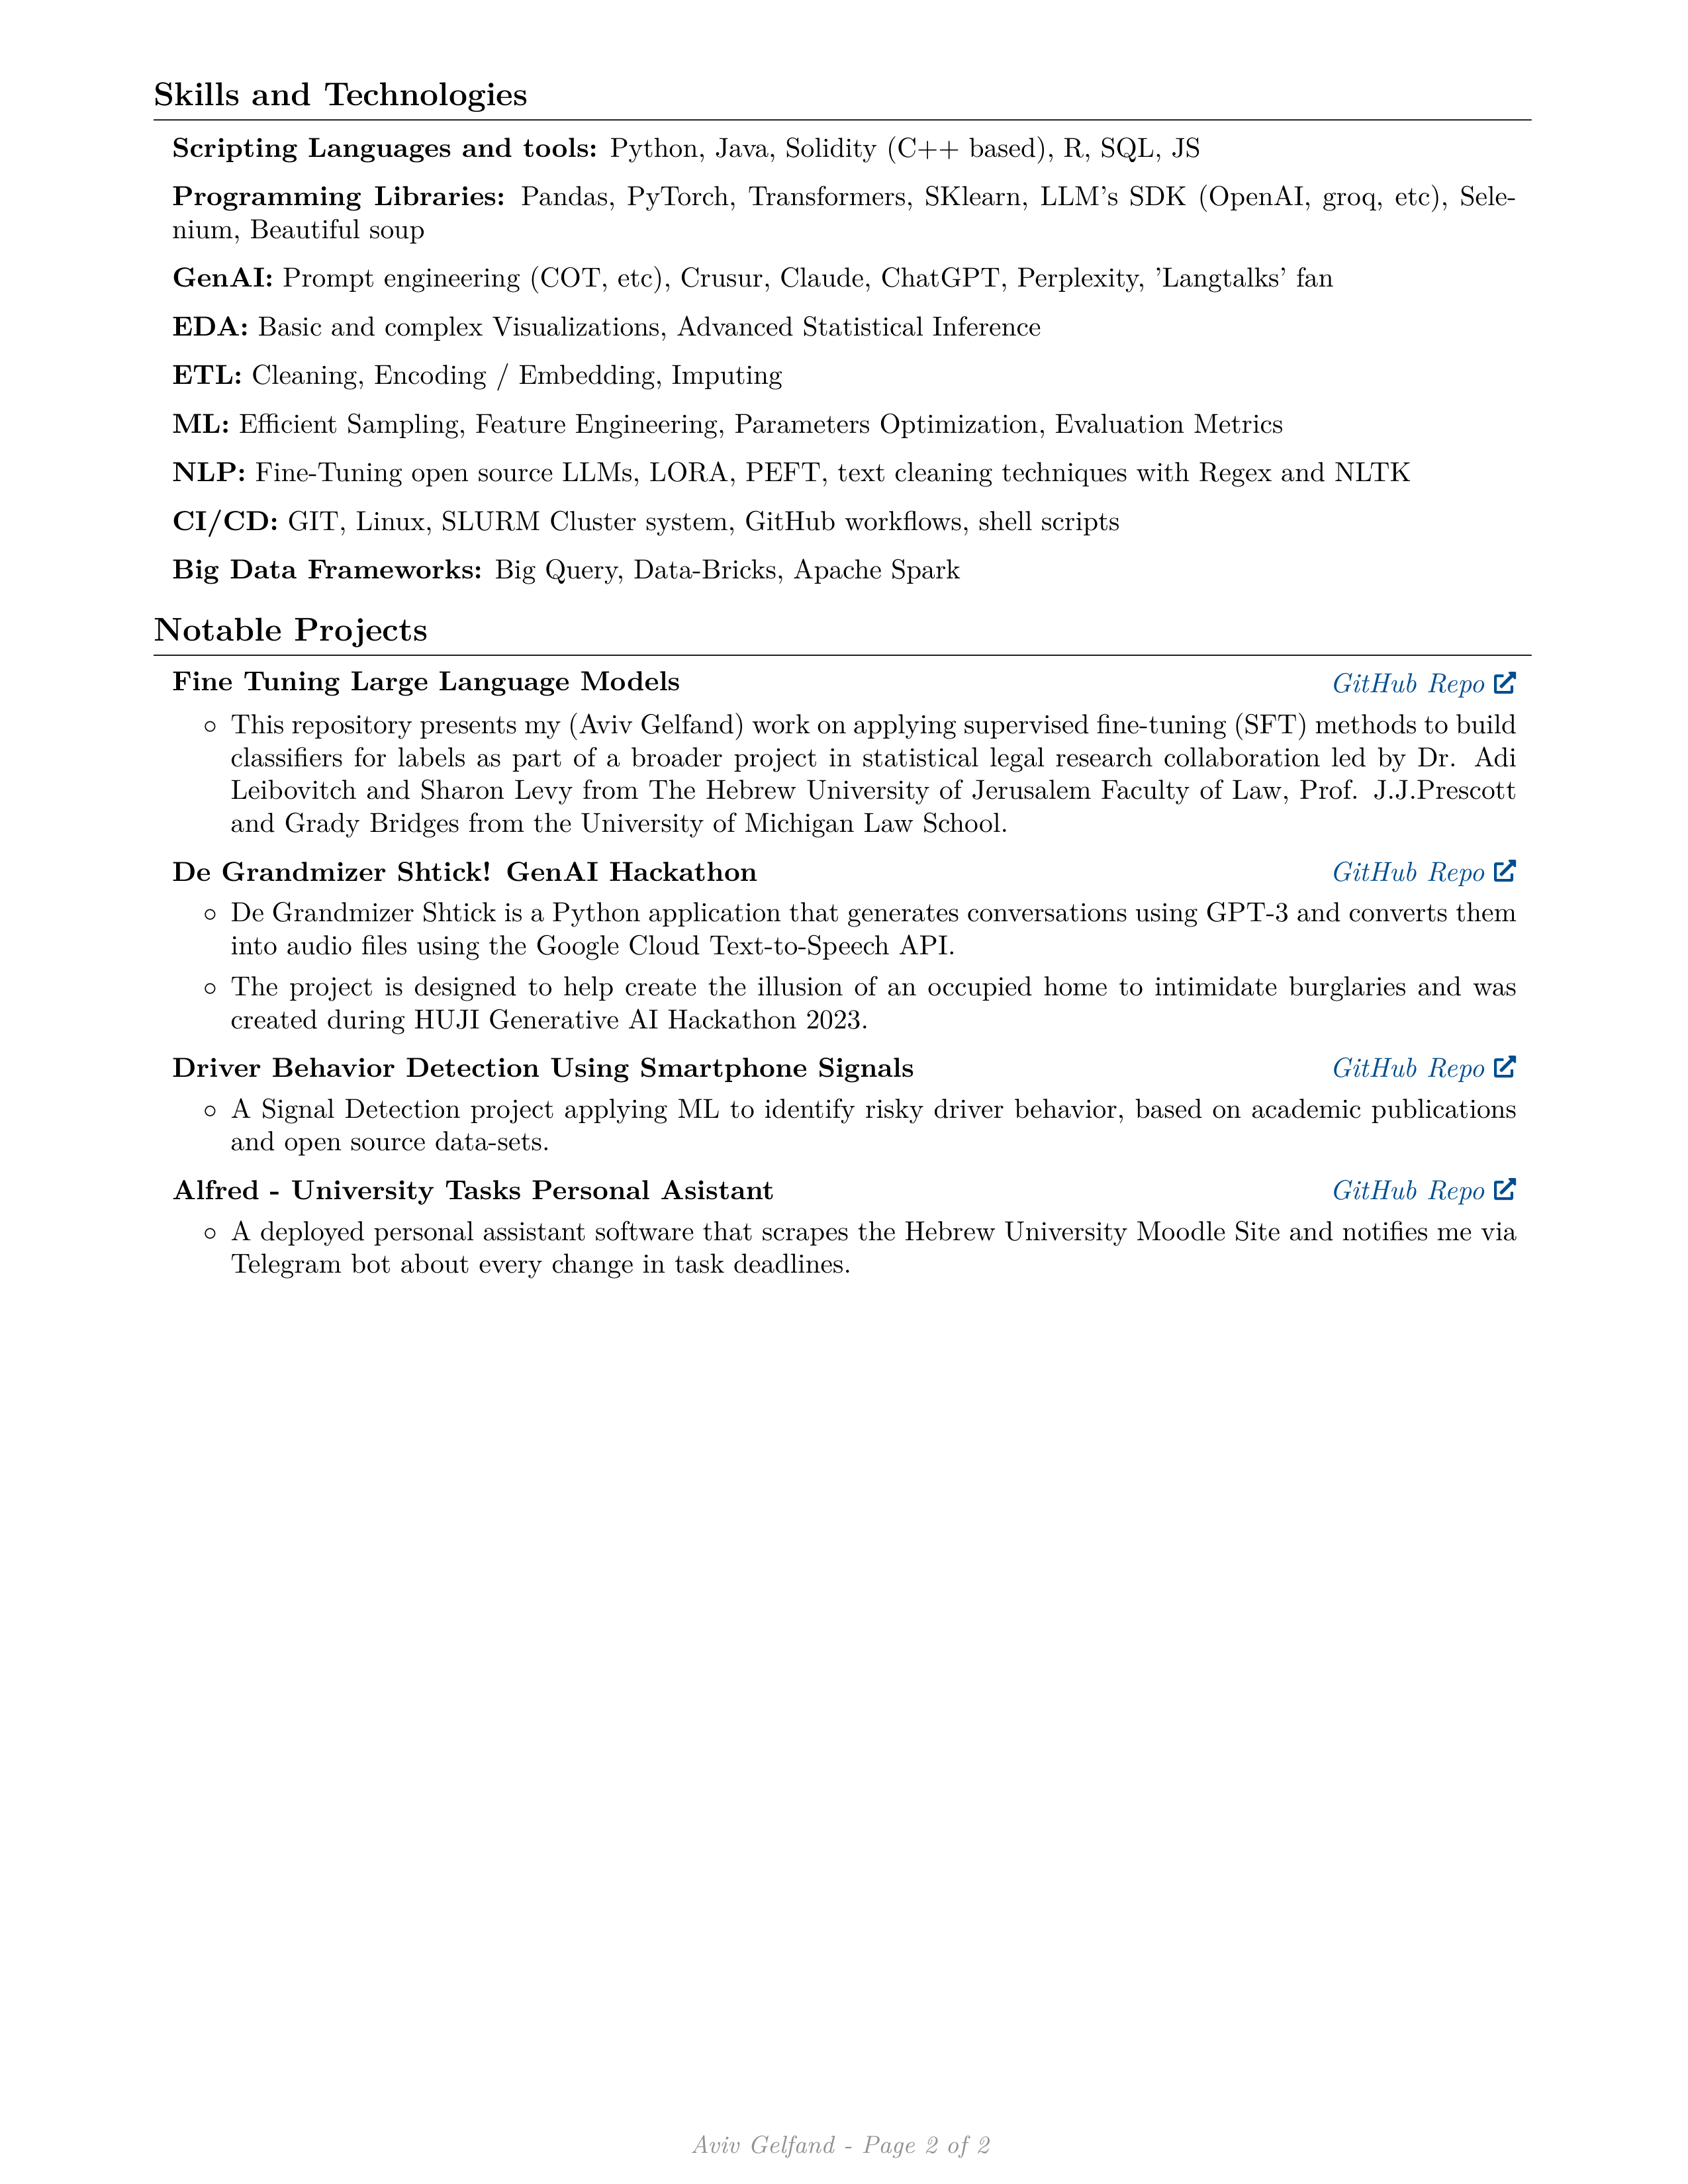 Skills and Technologies
Scripting Languages and tools: Python, Java, Solidity (C++ based), R, SQL, JS
Programming Libraries: Pandas, PyTorch, Transformers, SKlearn, LLM's SDK (OpenAI, groq, etc), Sele-
nium, Beautiful soup
GenAI: Prompt engineering (COT, etc), Crusur, Claude, ChatGPT, Perplexity, 'Langtalks' fan
EDA: Basic and complex Visualizations, Advanced Statistical Inference
ETL: Cleaning, Encoding / Embedding, Imputing
ML: Efficient Sampling, Feature Engineering, Parameters Optimization, Evaluation Metrics
NLP: Fine-Tuning open source LLMs, LORA, PEFT, text cleaning techniques with Regex and NLTK
CI/CD: GIT, Linux, SLURM Cluster system, GitHub workflows, shell scripts
Big Data Frameworks: Big Query, Data-Bricks, Apache Spark
Notable Projects
Fine Tuning Large Language Models GitHub Repo
◦ This repository presents my (Aviv Gelfand) work on applying supervised fine-tuning (SFT) methods to build
classifiers for labels as part of a broader project in statistical legal research collaboration led by Dr. Adi
Leibovitch and Sharon Levy from The Hebrew University of Jerusalem Faculty of Law, Prof. J.J.Prescott
and Grady Bridges from the University of Michigan Law School.
De Grandmizer Shtick! GenAI Hackathon GitHub Repo
◦ De Grandmizer Shtick is a Python application that generates conversations using GPT-3 and converts them
into audio files using the Google Cloud Text-to-Speech API.
◦ The project is designed to help create the illusion of an occupied home to intimidate burglaries and was
created during HUJI Generative AI Hackathon 2023.
Driver Behavior Detection Using Smartphone Signals GitHub Repo
◦ A Signal Detection project applying ML to identify risky driver behavior, based on academic publications
and open source data-sets.
Alfred - University Tasks Personal Asistant GitHub Repo
◦ A deployed personal assistant software that scrapes the Hebrew University Moodle Site and notifies me via
Telegram bot about every change in task deadlines.
Aviv Gelfand - Page 2 of 2